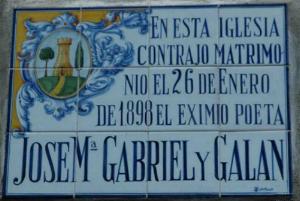 EN ESTA IGLESIA
CONTRAJO MATRIMO
NIO EL 26 DE ENERO
DE 1898 EL EXIMIO POETA
JOSE Mª GABRIEL Y GALAN